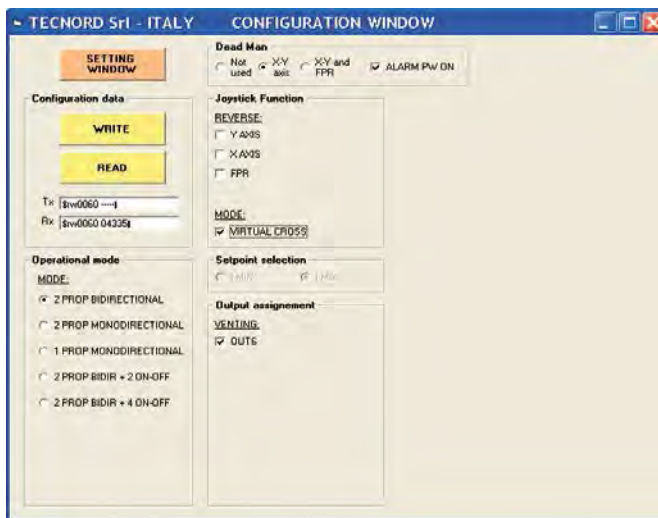 TECNORD Srl - ITALY CONFIGURATION WINDOW
SETTING
WINDOW
Dead Man
Not used
X-Y axis
X-Y and FPR
ALARM PW ON
Configuration data
WRITE
READ
Tx
Rx
Joystick Function
REVERSE:
Y AXIS
X AXIS
FPR
MODE:
VIRTUAL CROSS
Operational mode
MODE:
2 PROP BIDIRECTIONAL
2 PROP MONODIRECTIONAL
1 PROP MONODIRECTIONAL
2 PROP BIDIR + 2 ON-OFF
2 PROP BIDIR + 4 ON-OFF
Setpoint selection
Output assignement
VENTING:
OUT6